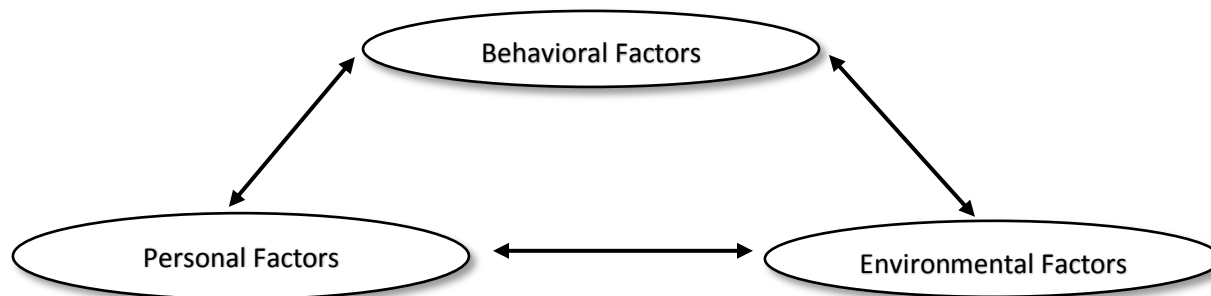 Behavioral Factors
Personal Factors
Environmental Factors